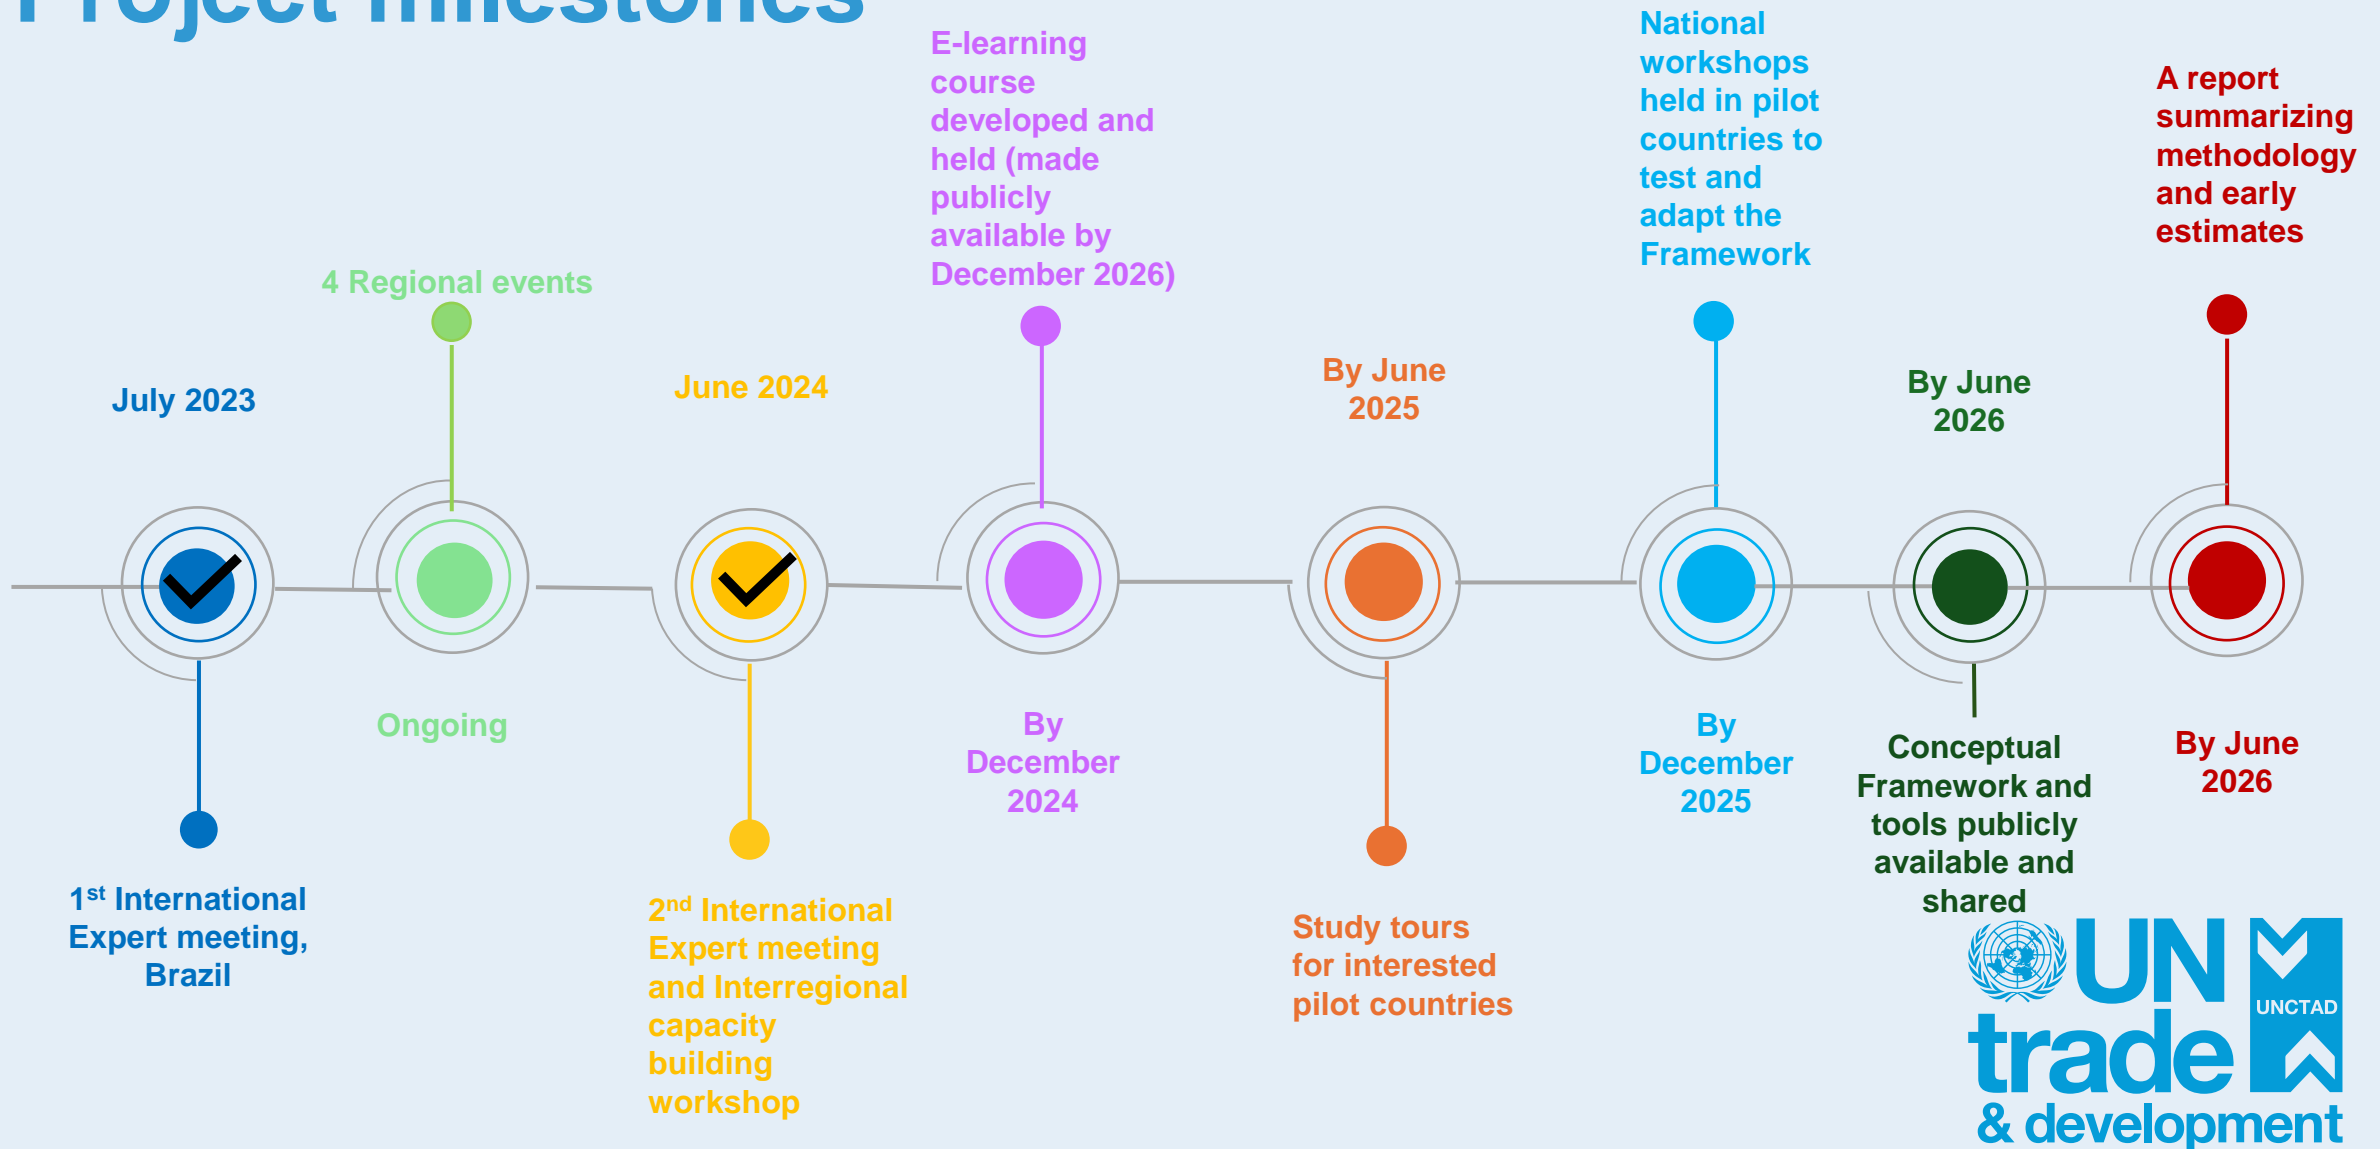 Project milestones
July 2023
1st International
Expert meeting,
Brazil
4 Regional events
Ongoing
June 2024
2nd International
Expert meeting
and Interregional
capacity
building
workshop
E-learning
course
developed and
held (made
publicly
available by
December 2026)
By
December
2024
By June
2025
Study tours
for interested
pilot countries
National
workshops
held in pilot
countries to
test and
adapt the
Framework
By
December
2025
By June
2026
Conceptual
Framework and
tools publicly
available and
shared
A report
summarizing
methodology
and early
estimates
By June
2026
UN
UNCTAD
trade
& development